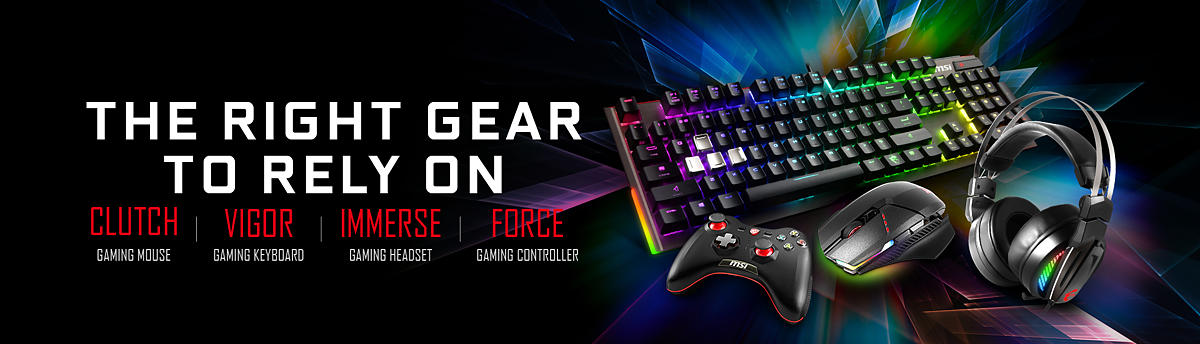 THE RIGHT GEAR
TO RELY ON
CLUTCH | VIGOR | IMMERSE | FORCE
GAMING MOUSE GAMING KEYBOARD GAMING HEADSET GAMING CONTROLLER
msi
msi